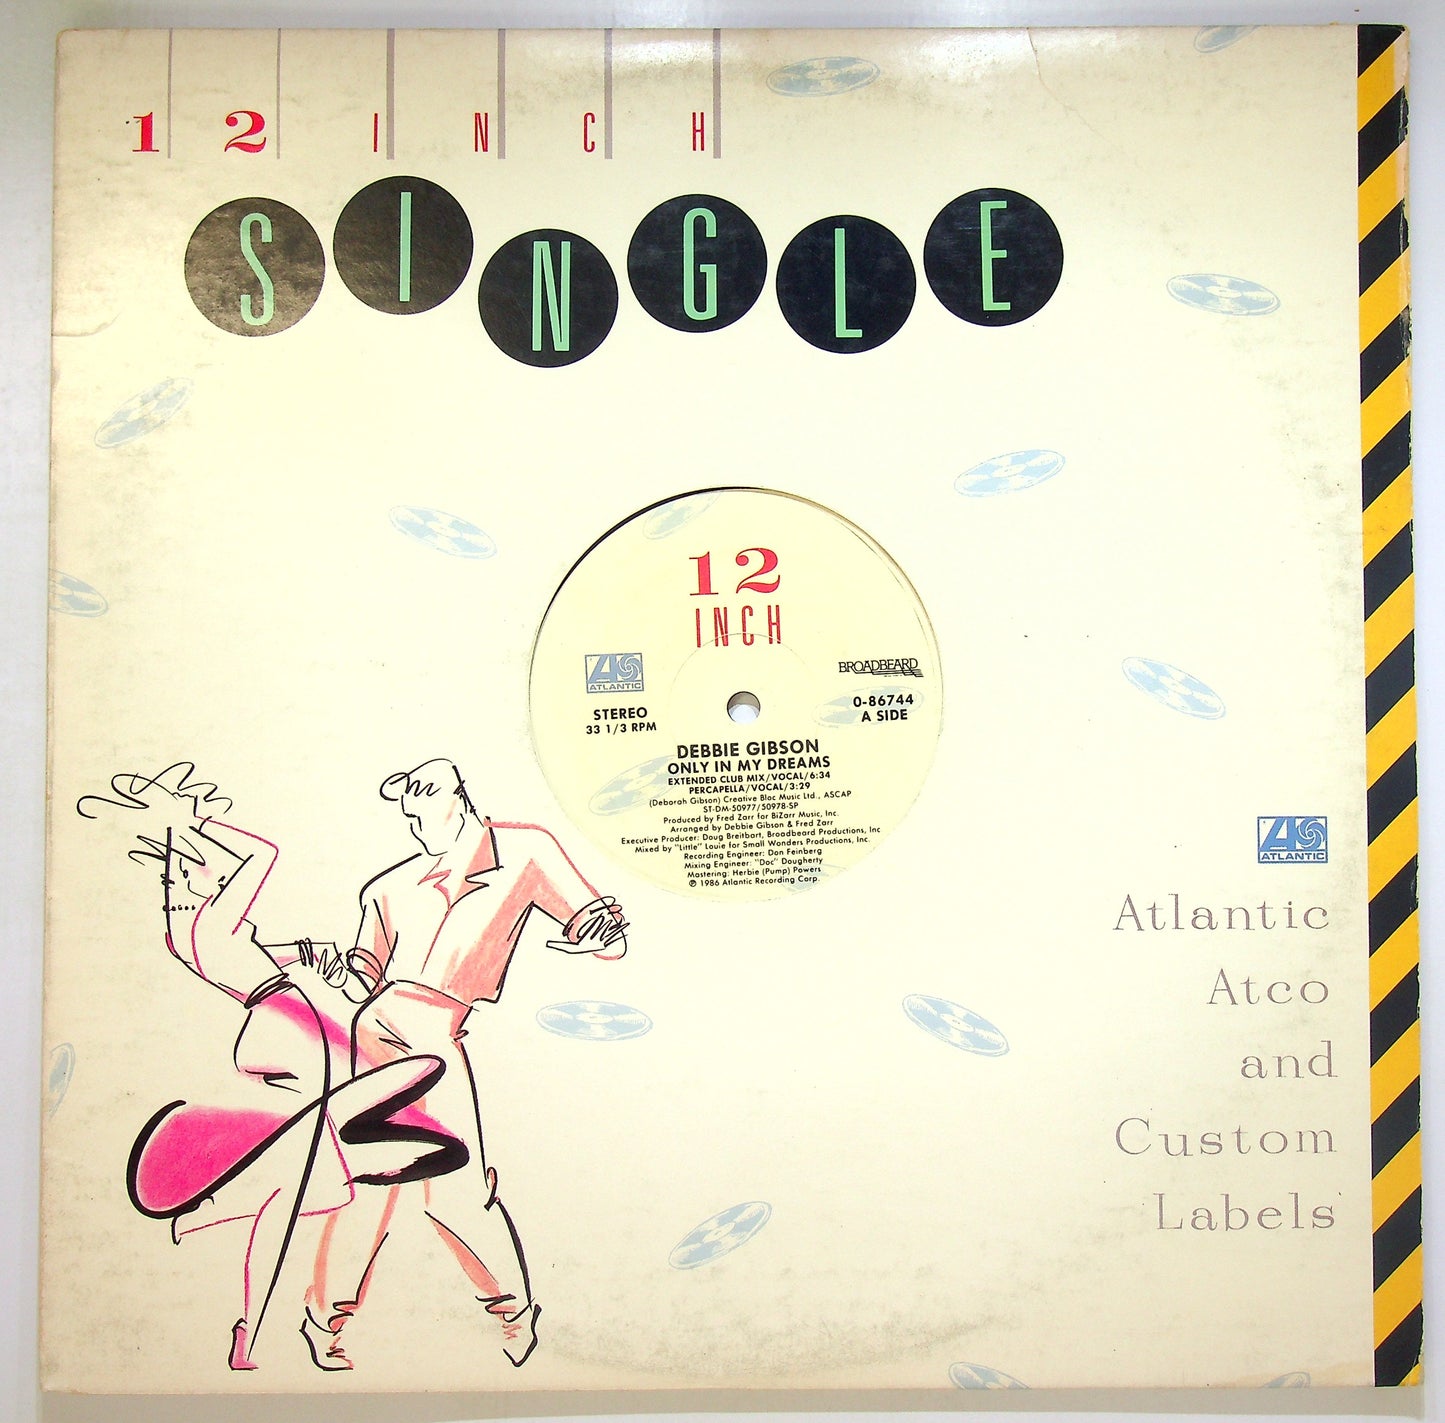 12 INCH
SINGLE
12
INCH
ATLANTIC
BROADBEARD
STEREO
33 1/3 RPM
0-86744
A SIDE
DEBBIE GIBSON
ONLY IN MY DREAMS
EXTENDED CLUB MIX/VOCAL/6:34
PERCAPELLA/VOCAL/3:29
(Deborah Gibson) Creative Bloc Music Ltd., ASCAP
ST-DM-50977/50978-SP
Produced by Fred Zarr for BiZarr Music, Inc.
Arranged by Debbie Gibson & Fred Zarr
Executive Producer: Doug Breitbart, Broadbeard Productions, Inc
Mixed by "Little" Louie for Small Wonders Productions, Inc.
Recording Engineer: Don Feinberg
Mixing Engineer: "Doc" Dougherty
Mastering: Herbie (Pump) Powers
℗ 1986 Atlantic Recording Corp.
ATLANTIC
Atlantic
Atco
and
Custom
Labels